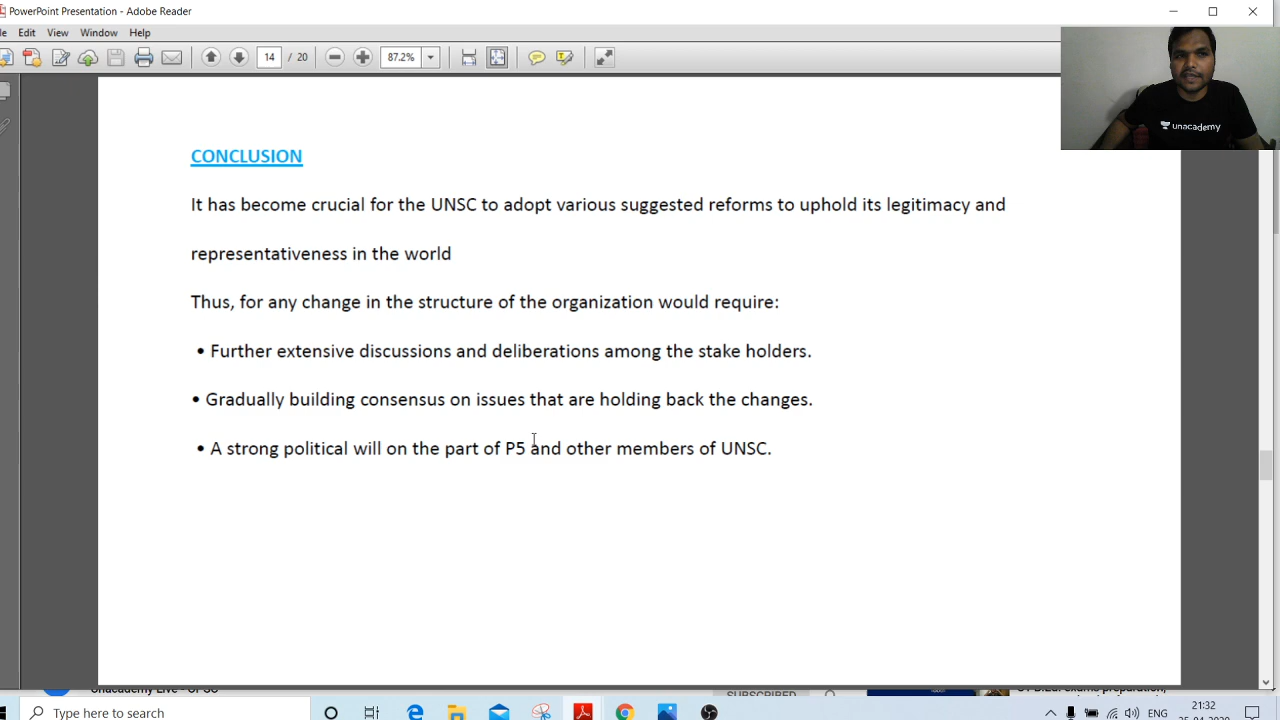 PowerPoint Presentation - Adobe Reader
Edit View Window Help
14 / 20 87.2%
unacademy
CONCLUSION
It has become crucial for the UNSC to adopt various suggested reforms to uphold its legitimacy and
representativeness in the world
Thus, for any change in the structure of the organization would require:
• Further extensive discussions and deliberations among the stake holders.
• Gradually building consensus on issues that are holding back the changes.
• A strong political will on the part of P5 and other members of UNSC.
SUBSCRIBED
Type here to search
ENG
21:32